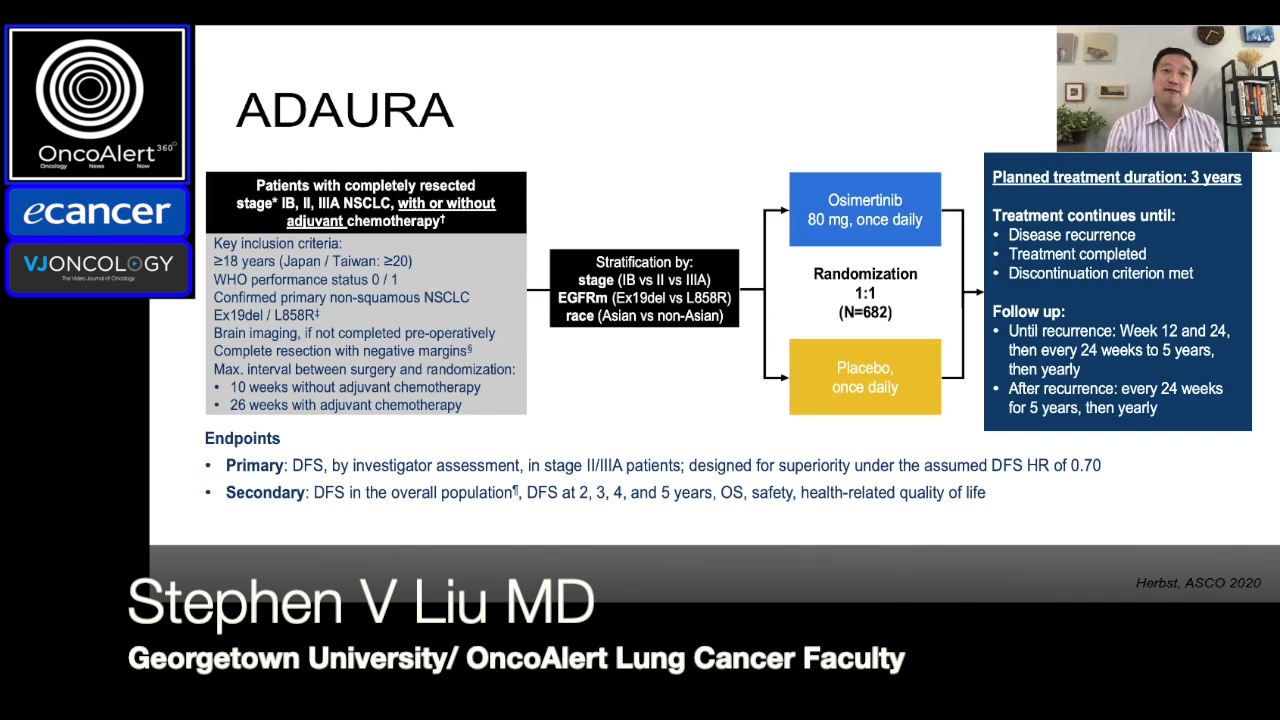 OncoAlert 360°
Oncology News Now
ecancer
VJONCOLOGY
The Video Journal of Oncology
ADAURA
Patients with completely resected
stage* IB, II, IIIA NSCLC, with or without
adjuvant chemotherapy†
Key inclusion criteria:
≥18 years (Japan / Taiwan: ≥20)
WHO performance status 0 / 1
Confirmed primary non-squamous NSCLC
Ex19del / L858R‡
Brain imaging, if not completed pre-operatively
Complete resection with negative margins§
Max. interval between surgery and randomization:
• 10 weeks without adjuvant chemotherapy
• 26 weeks with adjuvant chemotherapy
Stratification by:
stage (IB vs II vs IIIA)
EGFRm (Ex19del vs L858R)
race (Asian vs non-Asian)
Osimertinib
80 mg, once daily
Randomization
1:1
(N=682)
Placebo,
once daily
Planned treatment duration: 3 years
Treatment continues until:
• Disease recurrence
• Treatment completed
• Discontinuation criterion met
Follow up:
• Until recurrence: Week 12 and 24,
then every 24 weeks to 5 years,
then yearly
• After recurrence: every 24 weeks
for 5 years, then yearly
Endpoints
• Primary: DFS, by investigator assessment, in stage II/IIIA patients; designed for superiority under the assumed DFS HR of 0.70
• Secondary: DFS in the overall population¶, DFS at 2, 3, 4, and 5 years, OS, safety, health-related quality of life
Herbst, ASCO 2020
Stephen V Liu MD
Georgetown University/ OncoAlert Lung Cancer Faculty